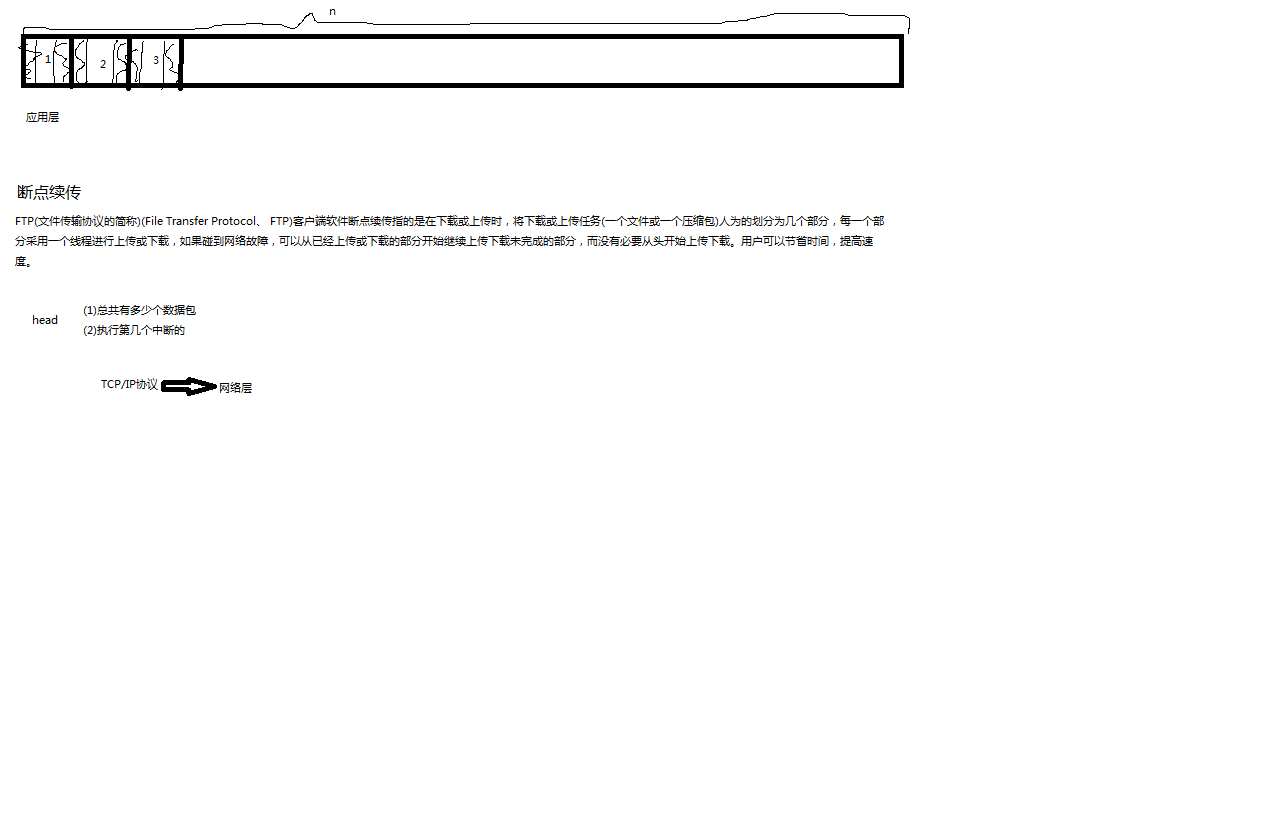 n
1 2 3
应用层
断点续传
FTP(文件传输协议的简称)(File Transfer Protocol、 FTP)客户端软件断点续传指的是在下载或上传时，将下载或上传任务(一个文件或一个压缩包)人为的划分为几个部分，每一个部
分采用一个线程进行上传或下载，如果碰到网络故障，可以从已经上传或下载的部分开始继续上传下载未完成的部分，而没有必要从头开始上传下载。用户可以节省时间，提高速
度。
(1)总共有多少个数据包
head
(2)执行第几个中断的
TCP/IP协议 网络层